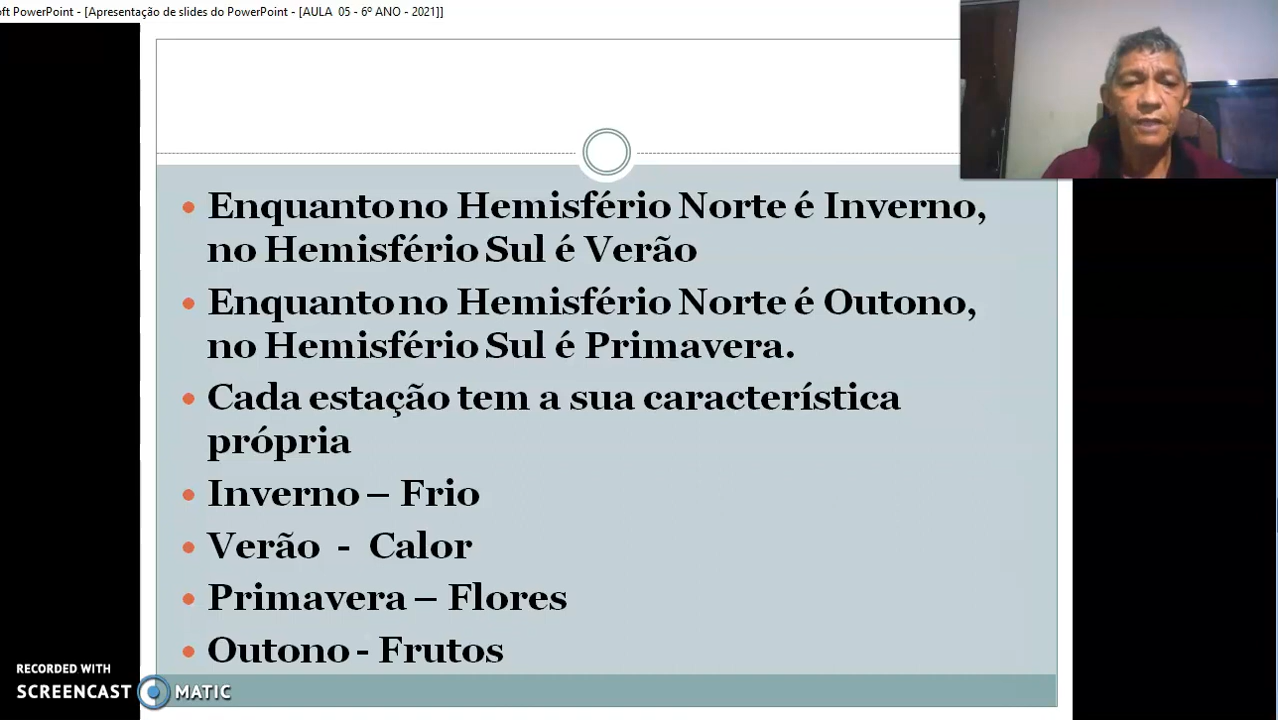 oft PowerPoint - [Apresentação de slides do PowerPoint - [AULA 05 - 6º ANO - 2021]]
• Enquanto no Hemisfério Norte é Inverno,
no Hemisfério Sul é Verão
• Enquanto no Hemisfério Norte é Outono,
no Hemisfério Sul é Primavera.
• Cada estação tem a sua característica
própria
• Inverno – Frio
• Verão - Calor
• Primavera – Flores
• Outono - Frutos
RECORDED WITH
SCREENCAST MATIC